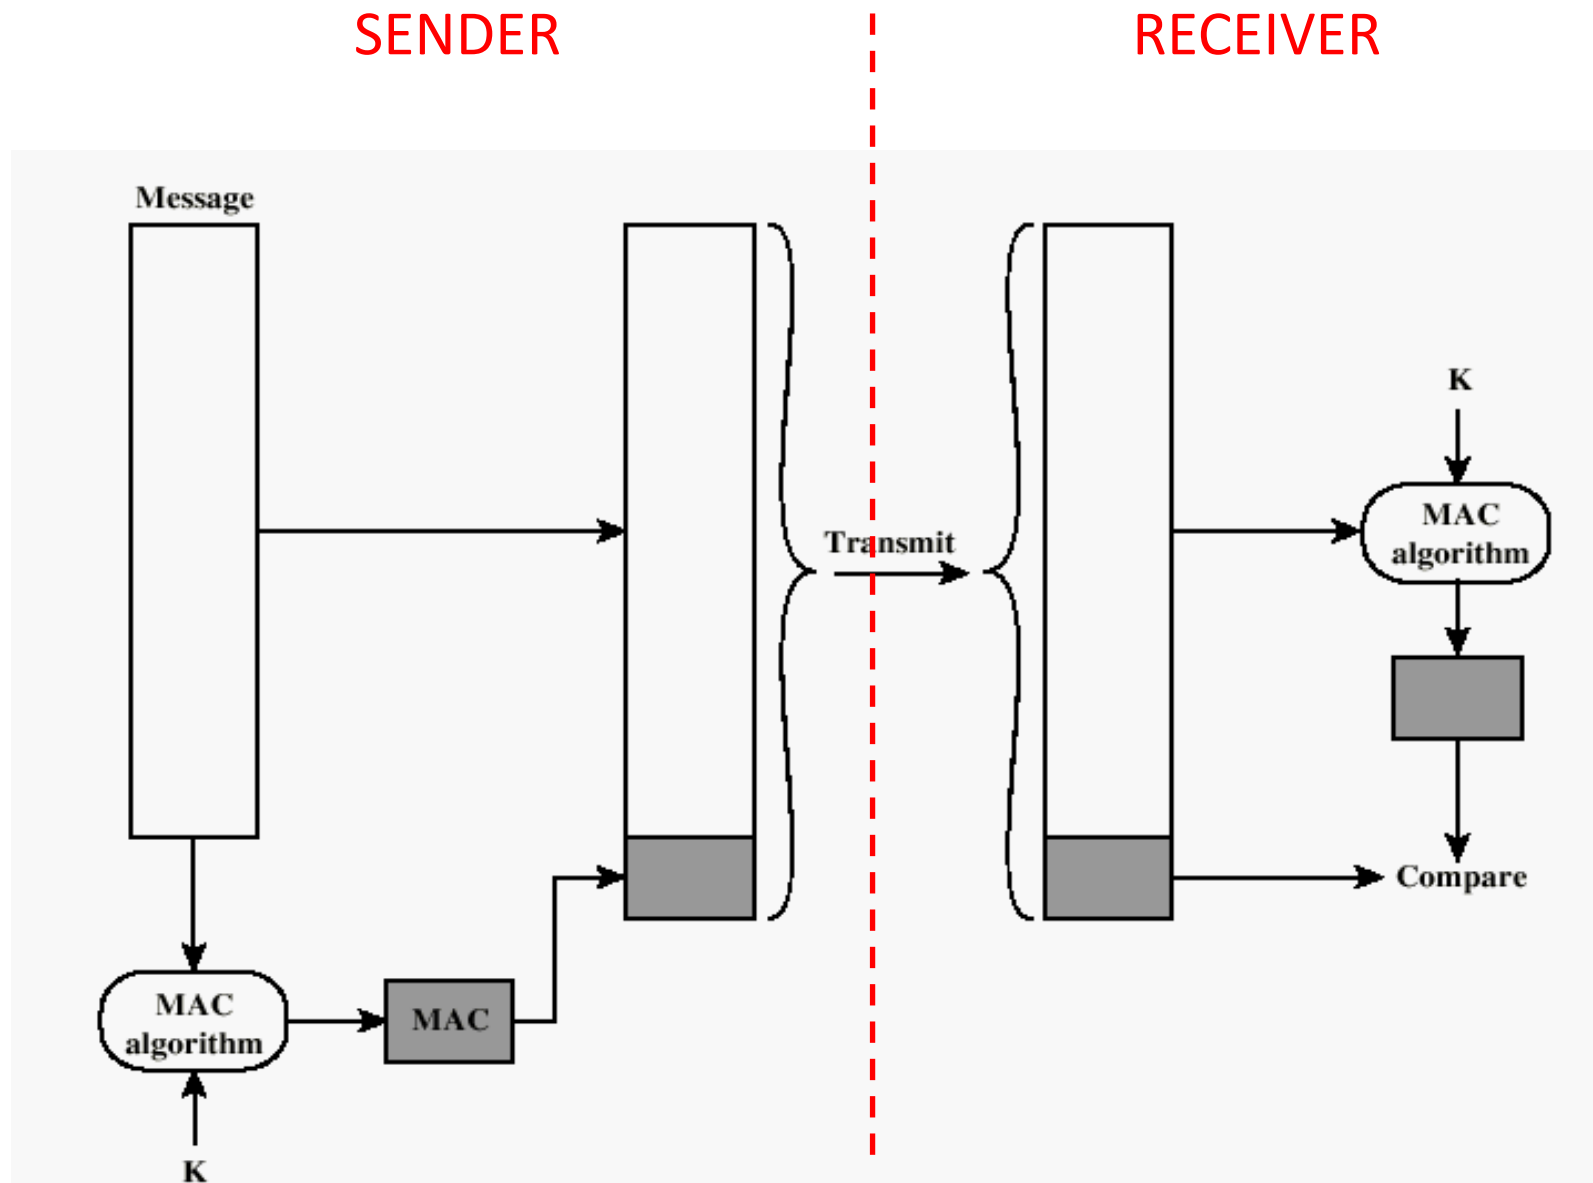 SENDER
RECEIVER
Message
K
MAC
algorithm
Transmit
Compare
MAC
algorithm
MAC
K